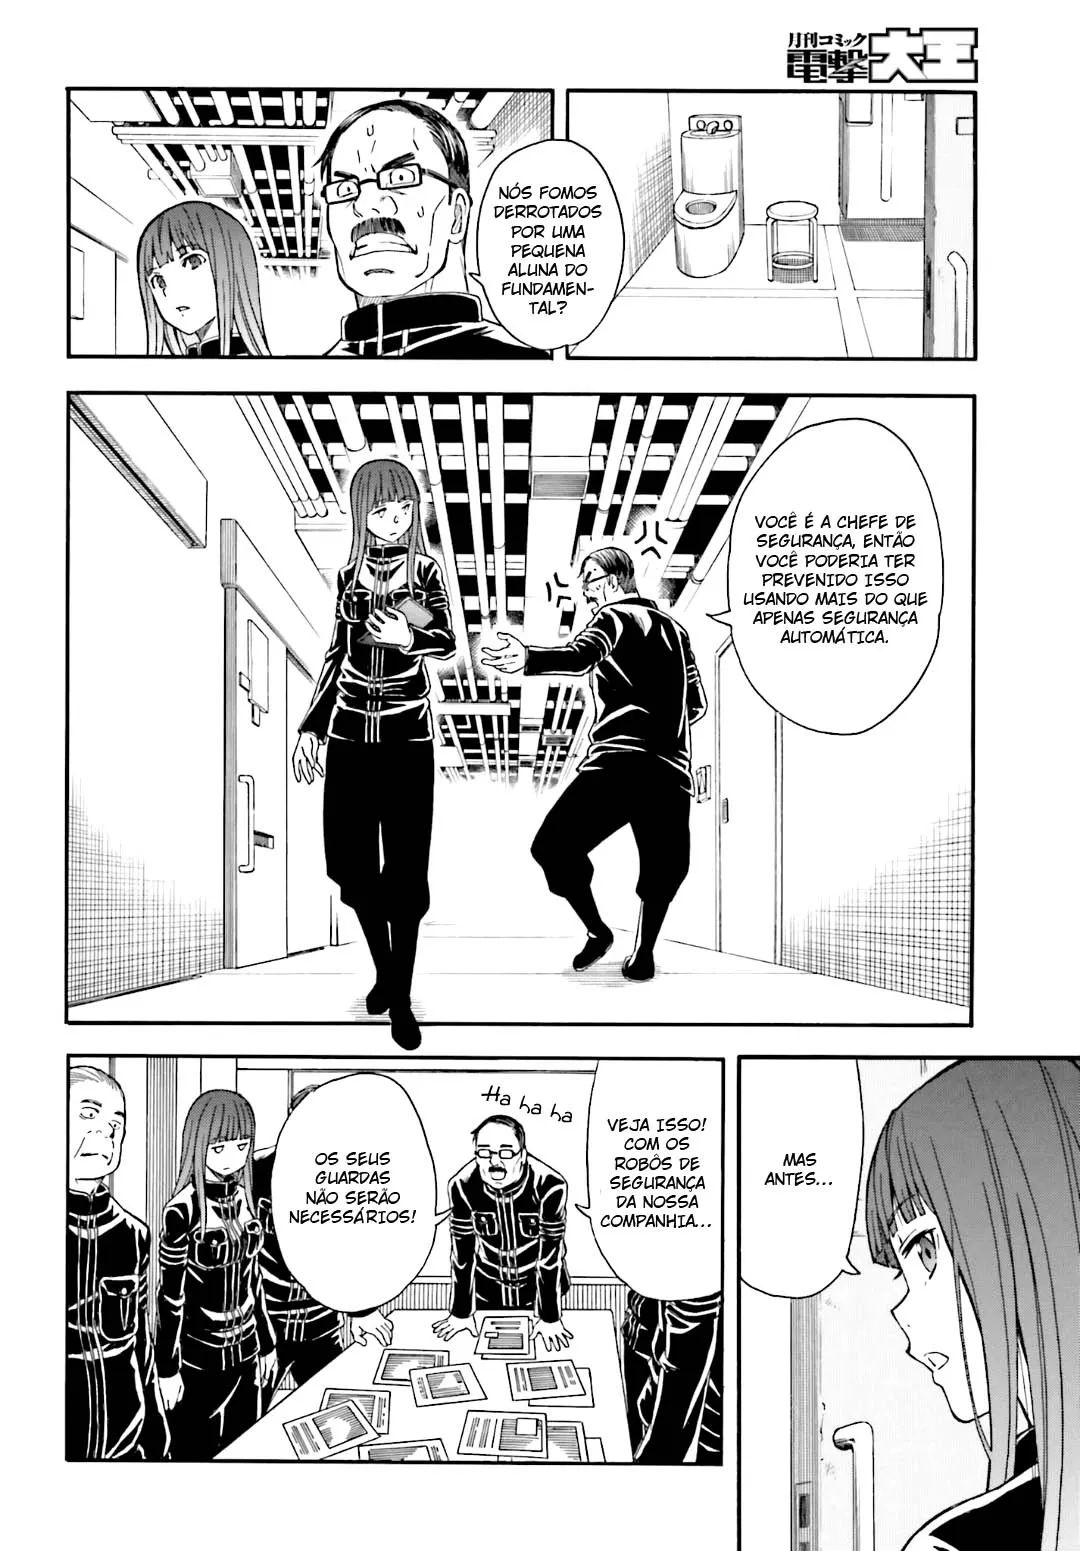 月刊コミック
電撃大王
NÓS FOMOS
DERROTADOS
POR UMA
PEQUENA
ALUNA DO
FUNDAMEN-
TAL?
VOCÊ É A CHEFE DE
SEGURANÇA, ENTÃO
VOCÊ PODERIA TER
PREVENIDO ISSO
USANDO MAIS DO QUE
APENAS SEGURANÇA
AUTOMÁTICA.
MAS
ANTES...
VEJA ISSO!
COM OS
ROBÔS DE
SEGURANÇA
DA NOSSA
COMPANHIA...
Ha ha ha
OS SEUS
GUARDAS
NÃO SERÃO
NECESSÁRIOS!